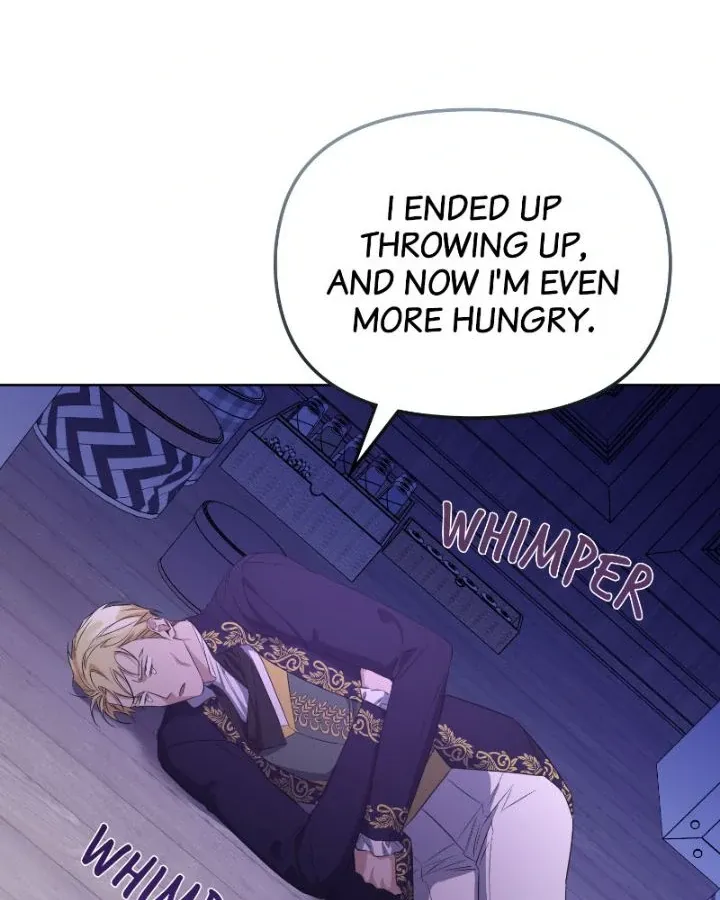 I ENDED UP
THROWING UP,
AND NOW I'M EVEN
MORE HUNGRY.
WHIMPER